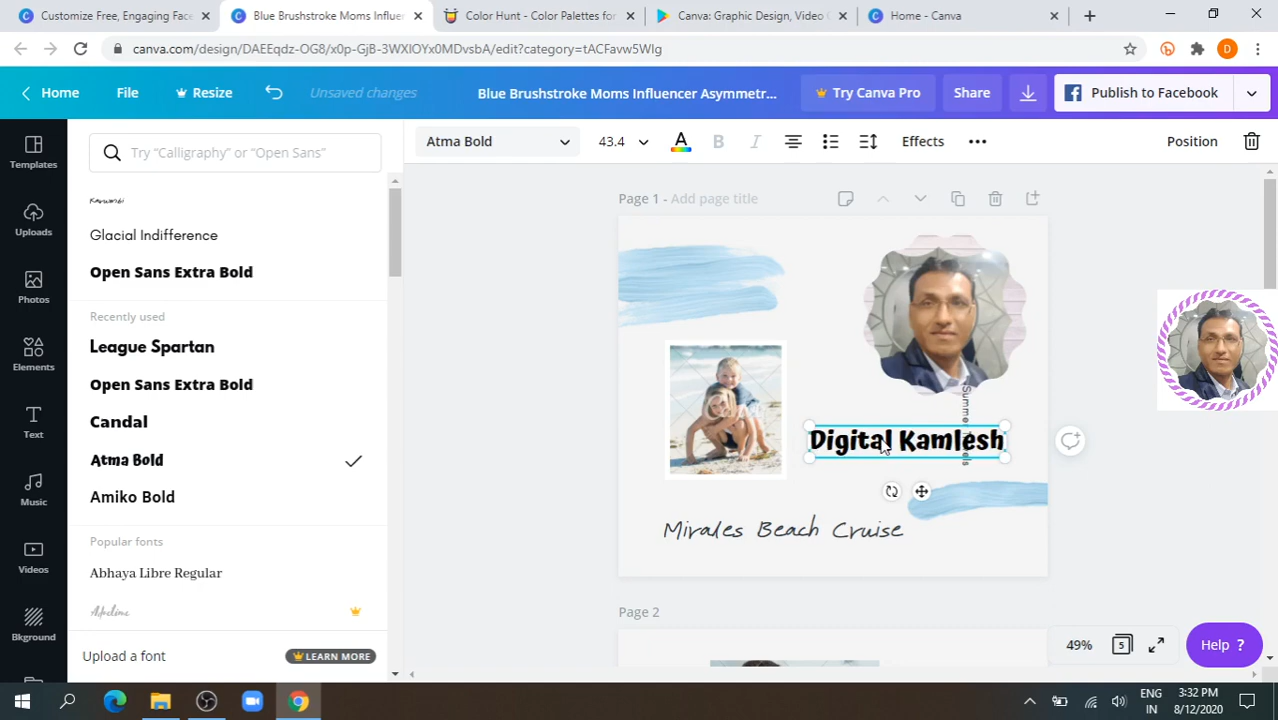 Customize Free, Engaging Face
Blue Brushstroke Moms Influen
Color Hunt - Color Palettes for
Canva: Graphic Design, Video C
Home - Canva
canva.com/design/DAEEqdz-OG8/x0p-GjB-3WXIOYx0MDvsbA/edit?category=tACFavw5WIg
D
Home
File
Resize
Unsaved changes
Blue Brushstroke Moms Influencer Asymmetr...
Try Canva Pro
Share
Publish to Facebook
Templates
Uploads
Photos
Elements
Text
Music
Videos
Bkground
Try "Calligraphy" or "Open Sans"
Glacial Indifference
Open Sans Extra Bold
Recently used
League Spartan
Open Sans Extra Bold
Candal
Atma Bold
Amiko Bold
Popular fonts
Abhaya Libre Regular
Upload a font
LEARN MORE
Atma Bold
43.4
A
B
I
Effects
Position
Page 1 - Add page title
Digital Kamlesh
Mirales Beach Cruise
Page 2
49%
5
Help ?
ENG
IN
3:32 PM
8/12/2020